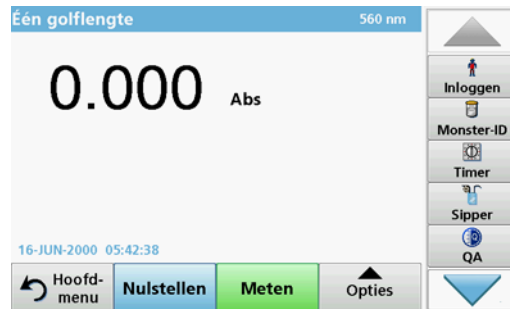 Één golflengte 560 nm
0.000 Abs
16-JUN-2000 05:42:38
Hoofd-
menu
Nulstellen
Meten
Opties
Inloggen
Monster-ID
Timer
Sipper
QA